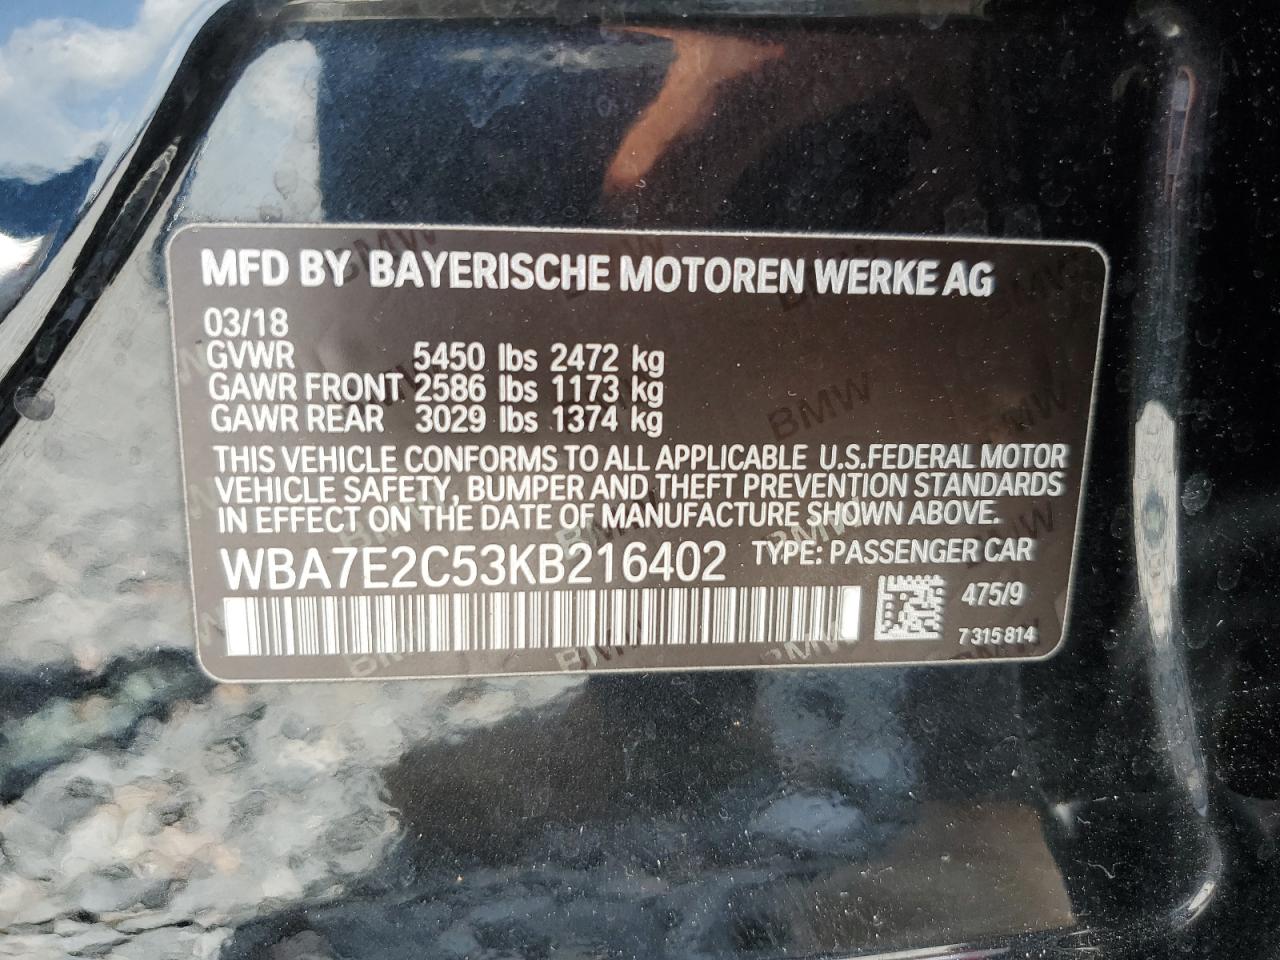 MFD BY BAYERISCHE MOTOREN WERKE AG
03/18
GVWR 5450 lbs 2472 kg
GAWR FRONT 2586 lbs 1173 kg
GAWR REAR 3029 lbs 1374 kg
THIS VEHICLE CONFORMS TO ALL APPLICABLE U.S.FEDERAL MOTOR
VEHICLE SAFETY, BUMPER AND THEFT PREVENTION STANDARDS
IN EFFECT ON THE DATE OF MANUFACTURE SHOWN ABOVE.
WBA7E2C53KB216402 TYPE: PASSENGER CAR
475/9
7 315 814